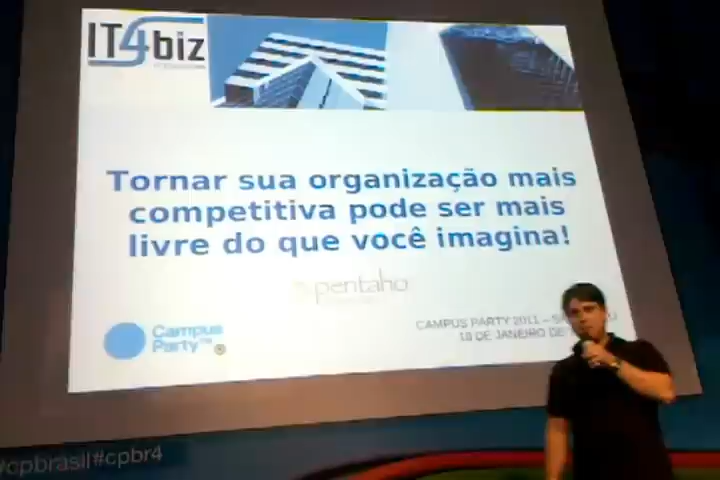 IT4biz
Tornar sua organização mais
competitiva pode ser mais
livre do que você imagina!
pentaho
Campus
Party
CAMPUS PARTY 2011 –
18 DE JANEIRO DE
#cpbrasil#cpbr4